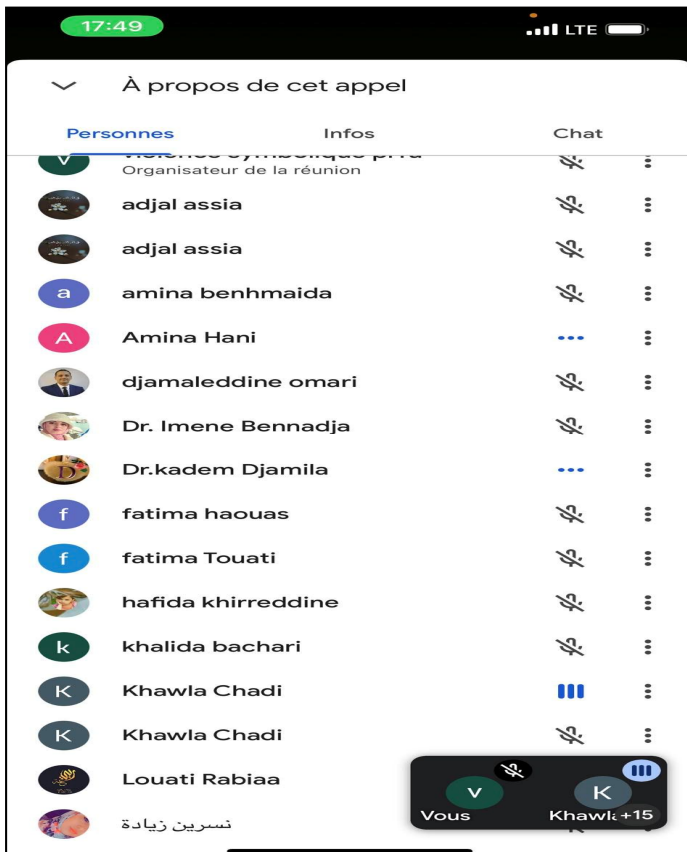 17:49
LTE
À propos de cet appel
Personnes Infos Chat
V
Organisateur de la réunion
adjal assia
adjal assia
a amina benhmaida
A Amina Hani
djamaleddine omari
Dr. Imene Bennadja
D Dr.kadem Djamila
f fatima haouas
f fatima Touati
hafida khirreddine
k khalida bachari
K Khawla Chadi
K Khawla Chadi
Louati Rabiaa
نسرين زيادة
V K
Vous Khawla +15